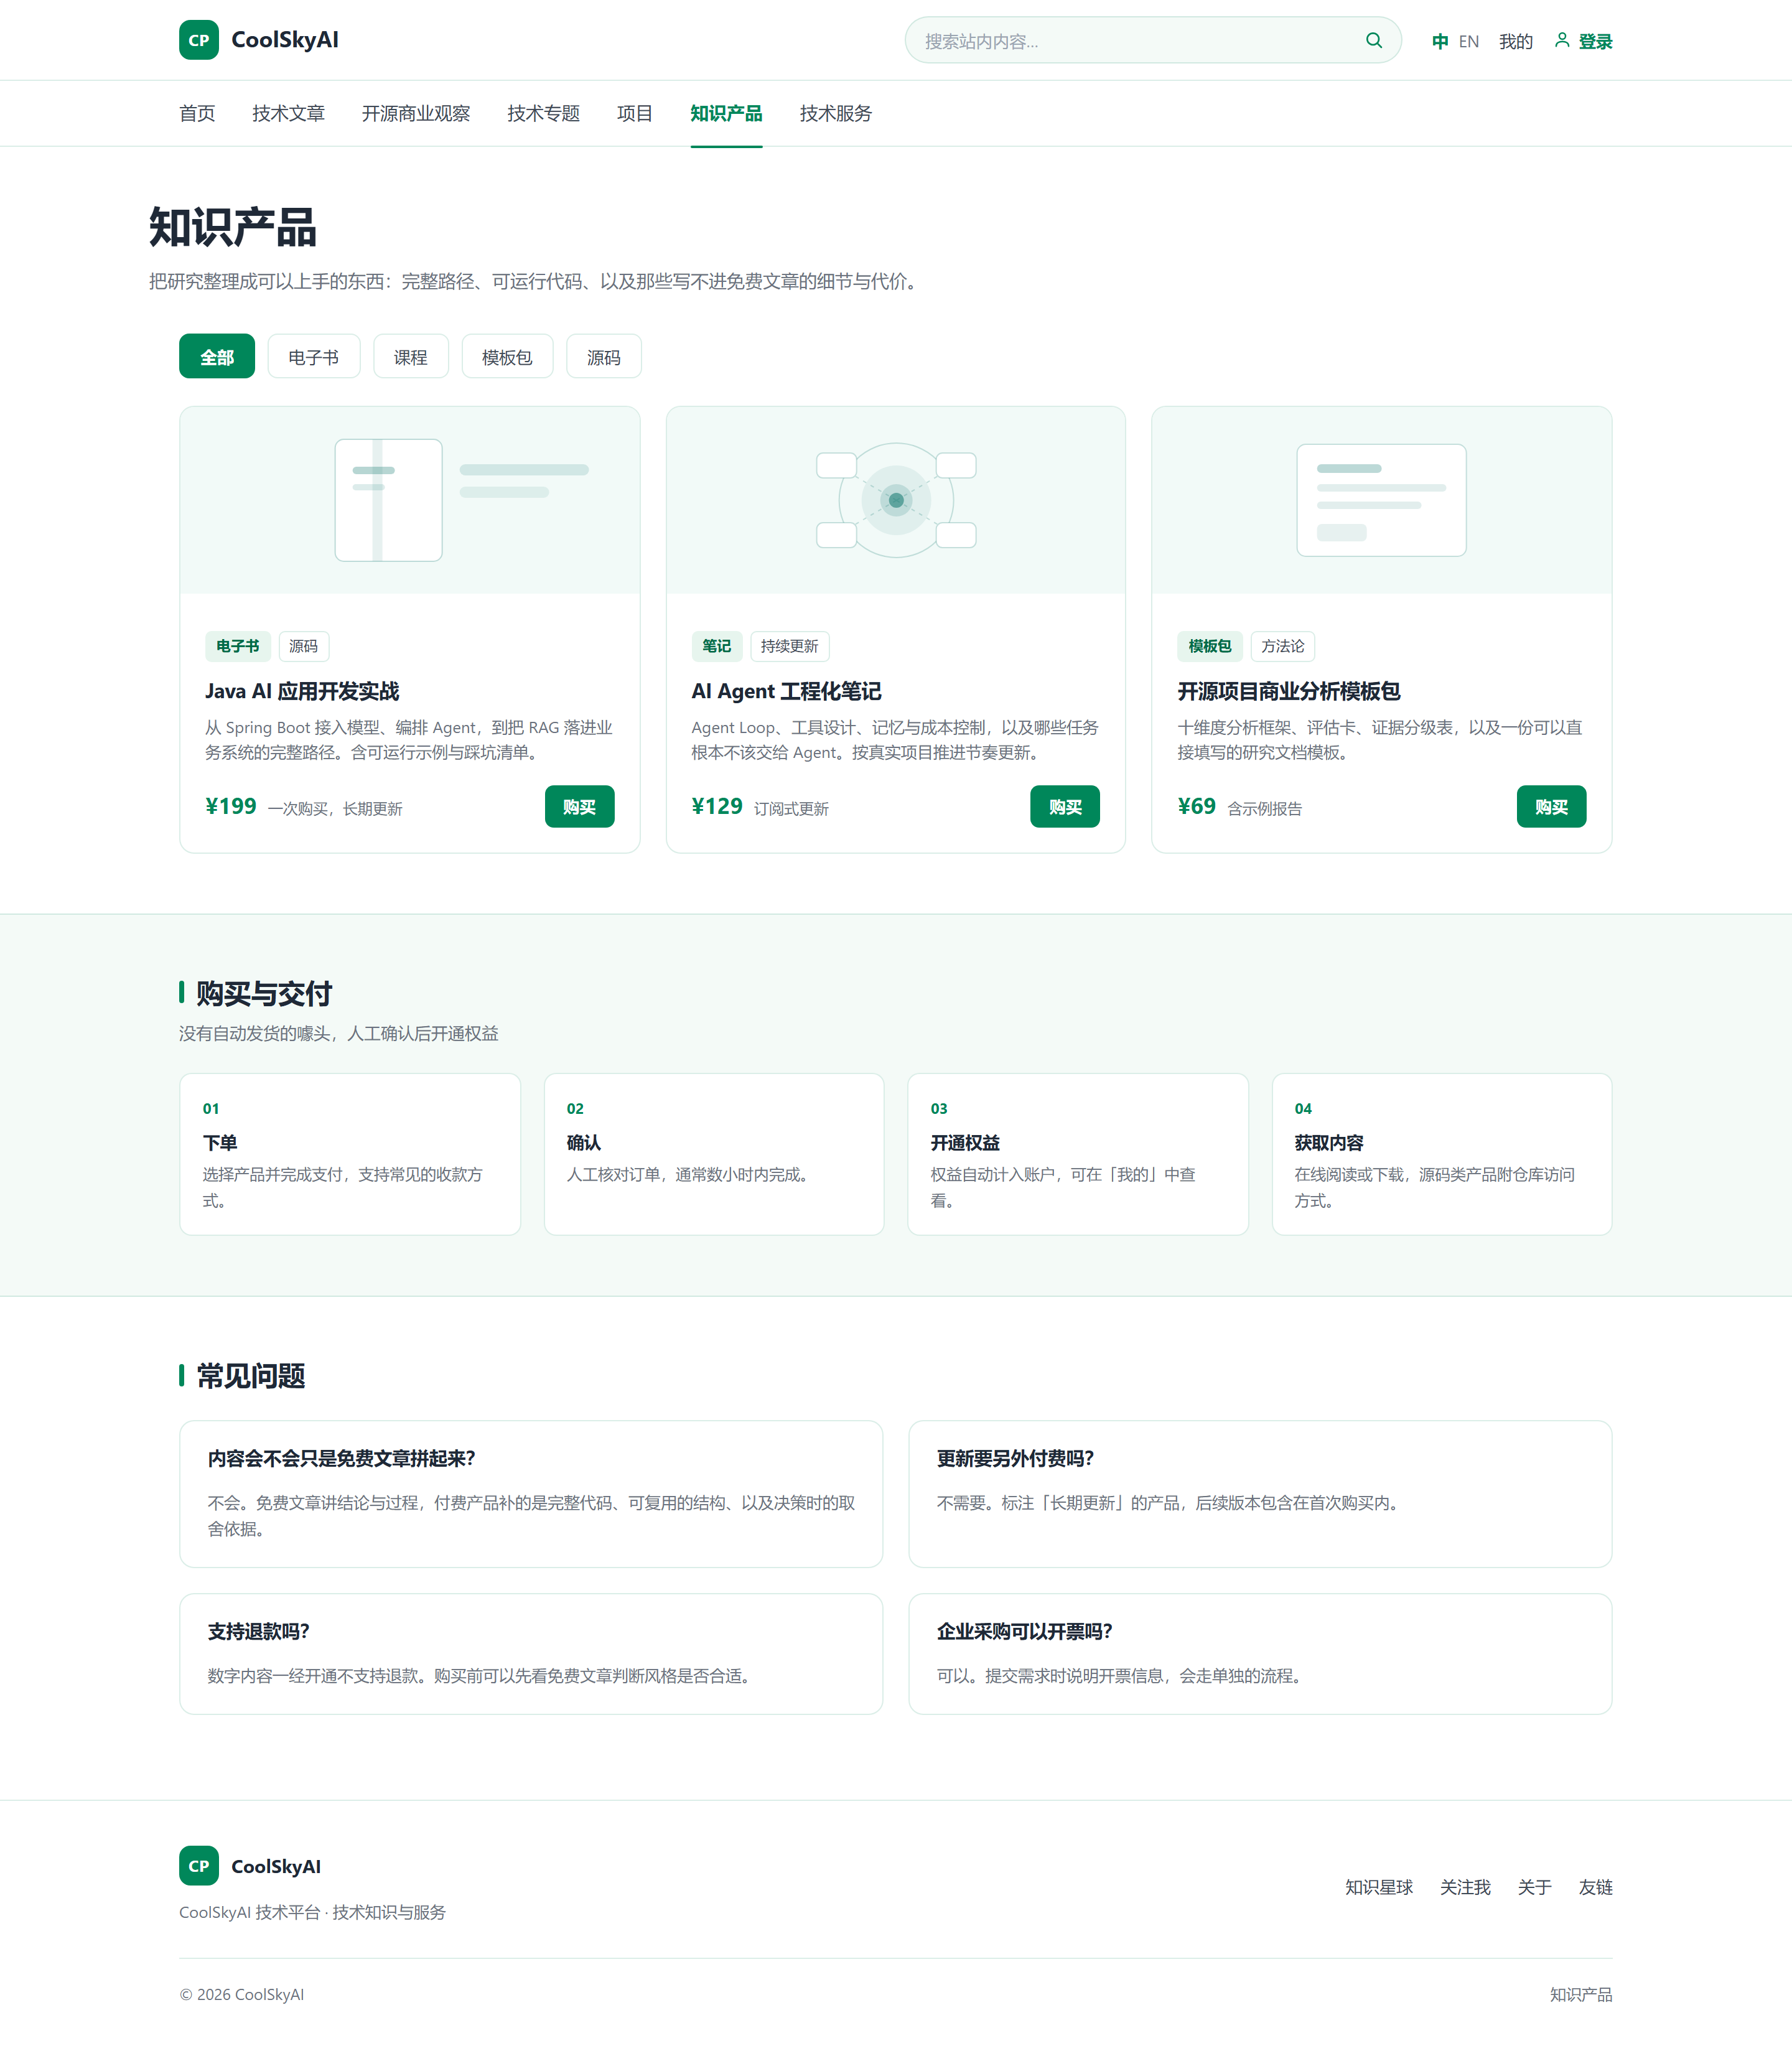 CP CoolSkyAI 搜索站内内容... 中 EN 我的 登录
首页 技术文章 开源商业观察 技术专题 项目 知识产品 技术服务
知识产品
把研究整理成可以上手的东西：完整路径、可运行代码、以及那些写不进免费文章的细节与代价。
全部 电子书 课程 模板包 源码
电子书 源码
Java AI 应用开发实战
从 Spring Boot 接入模型、编排 Agent，到把 RAG 落进业
务系统的完整路径。含可运行示例与踩坑清单。
¥199 一次购买，长期更新 购买
笔记 持续更新
AI Agent 工程化笔记
Agent Loop、工具设计、记忆与成本控制，以及哪些任务
根本不该交给 Agent。按真实项目推进节奏更新。
¥129 订阅式更新 购买
模板包 方法论
开源项目商业分析模板包
十维度分析框架、评估卡、证据分级表，以及一份可以直
接填写的研究文档模板。
¥69 含示例报告 购买
购买与交付
没有自动发货的噱头，人工确认后开通权益
01
下单
选择产品并完成支付，支持常见的收款方
式。
02
确认
人工核对订单，通常数小时内完成。
03
开通权益
权益自动计入账户，可在「我的」中查
看。
04
获取内容
在线阅读或下载，源码类产品附仓库访问
方式。
常见问题
内容会不会只是免费文章拼起来？
不会。免费文章讲结论与过程，付费产品补的是完整代码、可复用的结构、以及决策时的取
舍依据。
更新要另外付费吗？
不需要。标注「长期更新」的产品，后续版本包含在首次购买内。
支持退款吗？
数字内容一经开通不支持退款。购买前可以先看免费文章判断风格是否合适。
企业采购可以开票吗？
可以。提交需求时说明开票信息，会走单独的流程。
CP CoolSkyAI
CoolSkyAI 技术平台 · 技术知识与服务
知识星球 关注我 关于 友链
© 2026 CoolSkyAI 知识产品